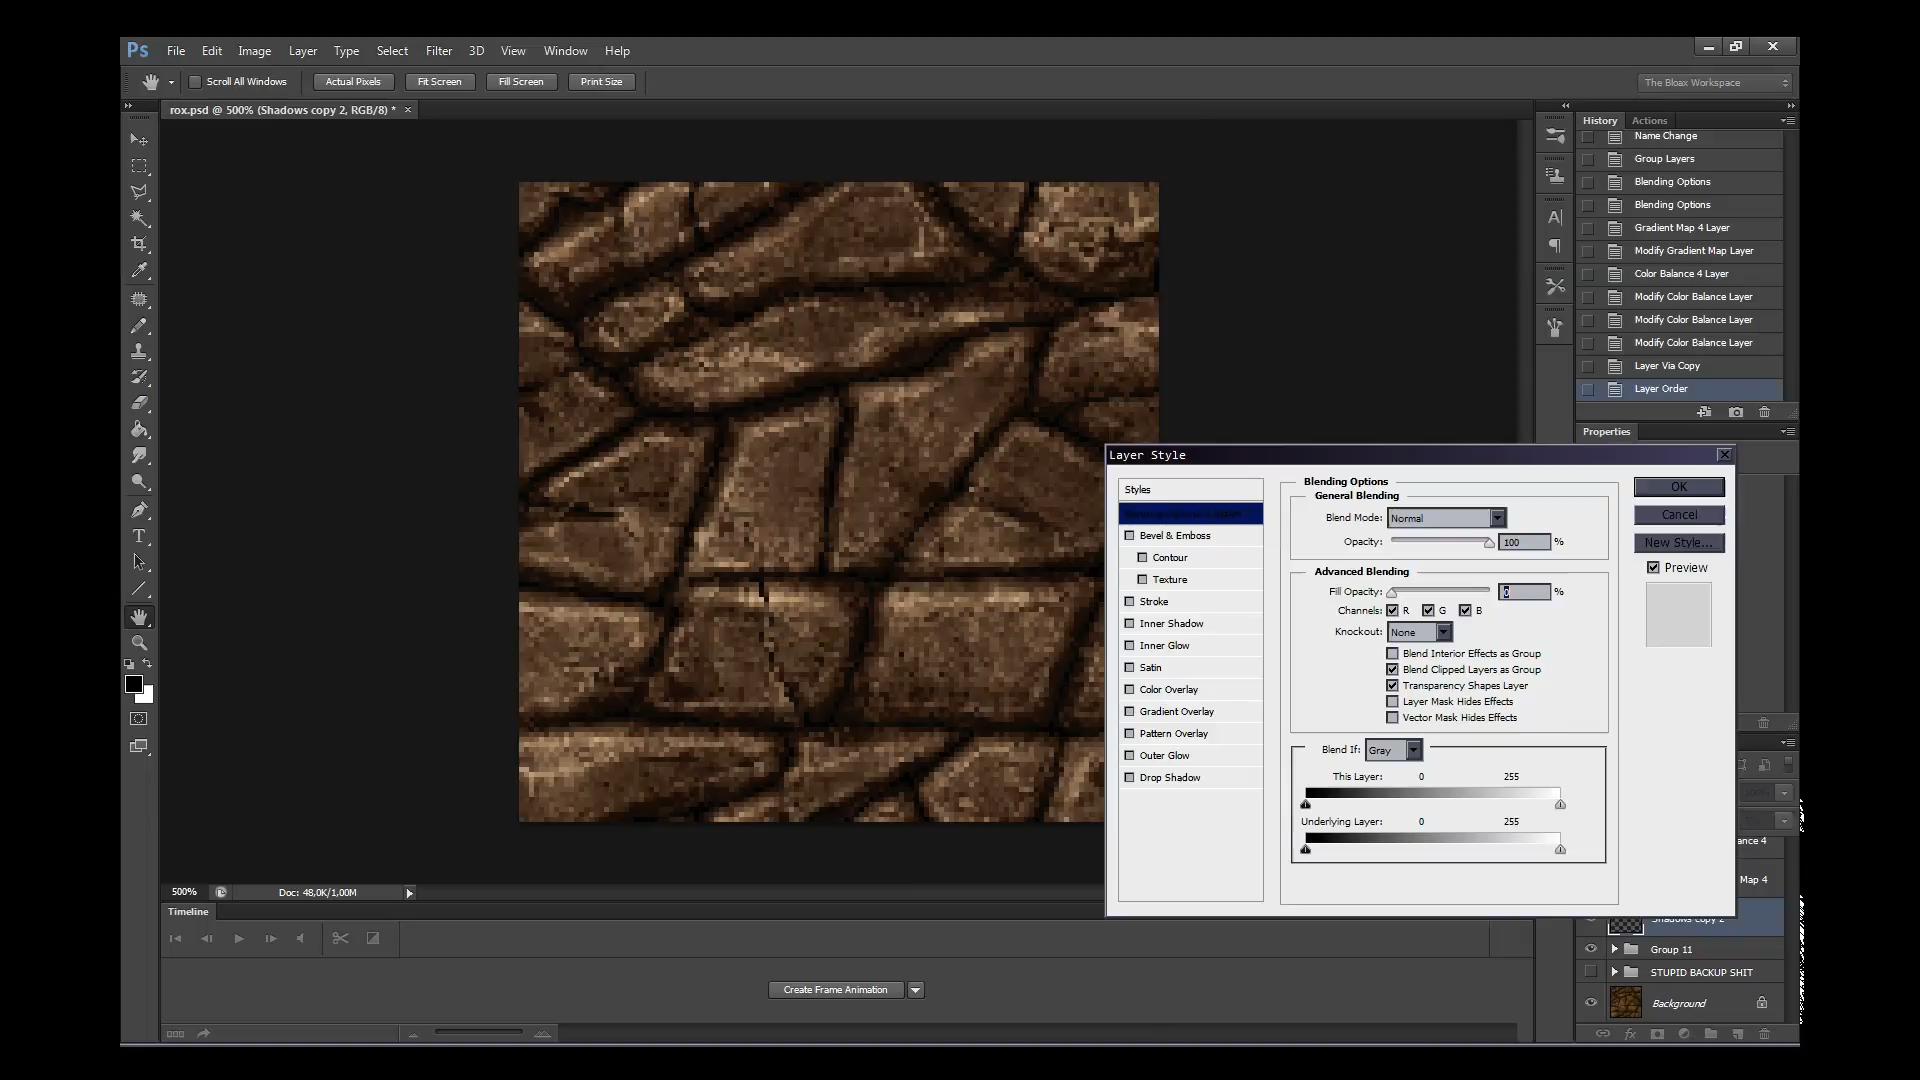 Ps File Edit Image Layer Type Select Filter 3D View Window Help
Scroll All Windows Actual Pixels Fit Screen Fill Screen Print Size The Bloax Workspace
rox.psd @ 500% (Shadows copy 2, RGB/8) * ×
History Actions
Name Change
Group Layers
Blending Options
Blending Options
Gradient Map 4 Layer
Modify Gradient Map Layer
Color Balance 4 Layer
Modify Color Balance Layer
Modify Color Balance Layer
Modify Color Balance Layer
Layer Via Copy
Layer Order
Properties
Layer Style
Styles
Bevel & Emboss
Contour
Texture
Stroke
Inner Shadow
Inner Glow
Satin
Color Overlay
Gradient Overlay
Pattern Overlay
Outer Glow
Drop Shadow
Blending Options
General Blending
Blend Mode: Normal
Opacity: 100 %
Advanced Blending
Fill Opacity: 0 %
Channels: R G B
Knockout: None
Blend Interior Effects as Group
Blend Clipped Layers as Group
Transparency Shapes Layer
Layer Mask Hides Effects
Vector Mask Hides Effects
Blend If: Gray
This Layer: 0 255
Underlying Layer: 0 255
OK
Cancel
New Style...
Preview
ance 4
Map 4
Shadows copy 2
Group 11
STUPID BACKUP SHIT
Background
500% Doc: 48,0K/1,00M
Timeline
Create Frame Animation